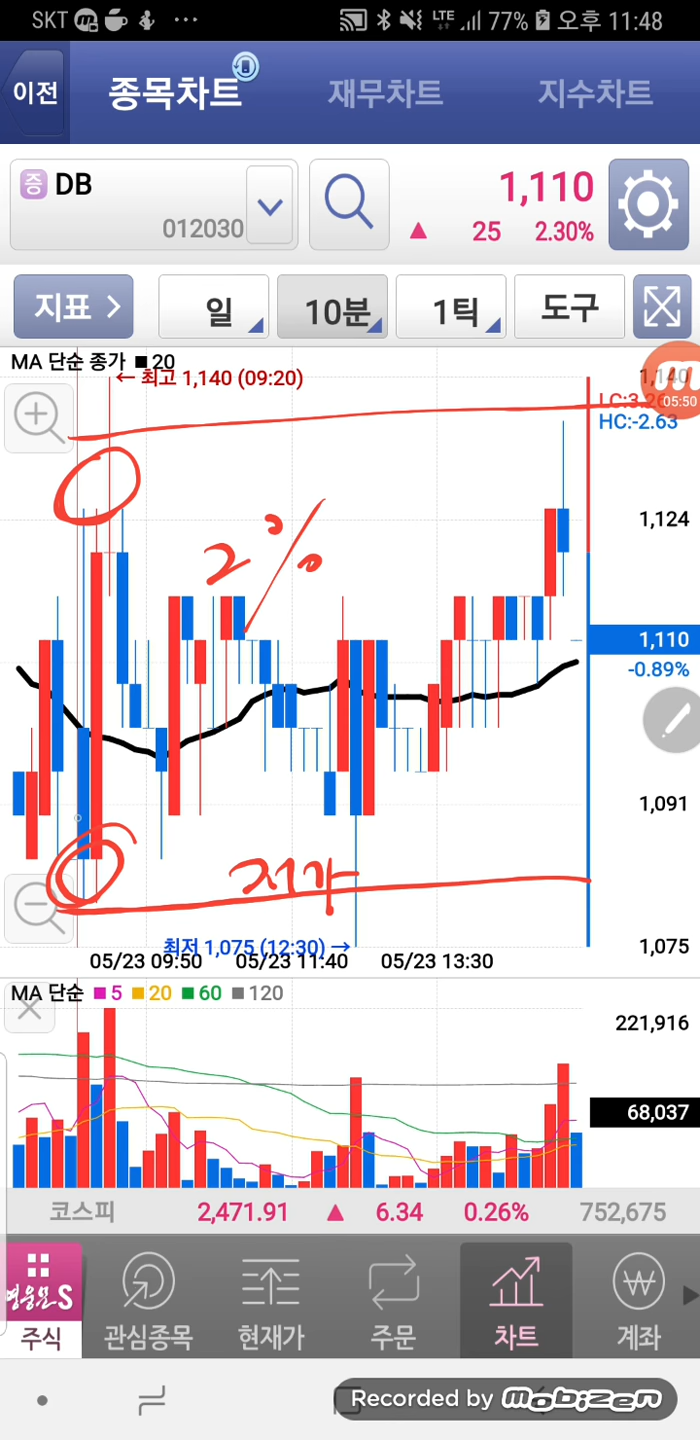 SKT ... LTE 77% 오후 11:48
이전 종목차트 재무차트 지수차트
증 DB 012030
1,110
▲ 25 2.30%
지표 > 일 10분 1틱 도구
MA 단순 종가 ■20
← 최고 1,140 (09:20)
1,140
05:50
HC:-2.63
1,124
2%
1,110
-0.89%
1,091
저가
최저 1,075 (12:30) →
1,075
05/23 09:50 05/23 11:40 05/23 13:30
MA 단순 ■5 ■20 ■60 ■120
221,916
68,037
코스피 2,471.91 ▲ 6.34 0.26% 752,675
영웅문S
주식 관심종목 현재가 주문 차트 계좌
Recorded by mobizen